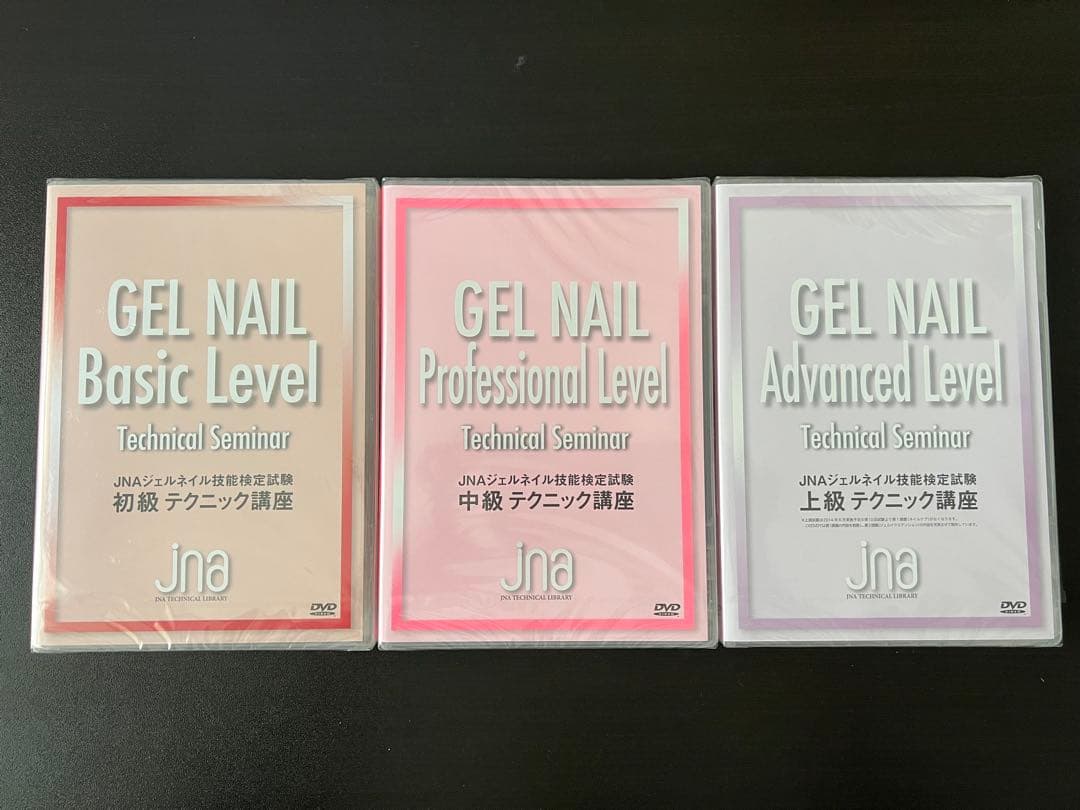 GEL NAIL
Basic Level
Technical Seminar
JNAジェルネイル技能検定試験
初級 テクニック講座
jna
JNA TECHNICAL LIBRARY
DVD
VIDEO
GEL NAIL
Professional Level
Technical Seminar
JNAジェルネイル技能検定試験
中級 テクニック講座
jna
JNA TECHNICAL LIBRARY
DVD
VIDEO
GEL NAIL
Advanced Level
Technical Seminar
JNAジェルネイル技能検定試験
上級 テクニック講座
jna
JNA TECHNICAL LIBRARY
DVD
VIDEO